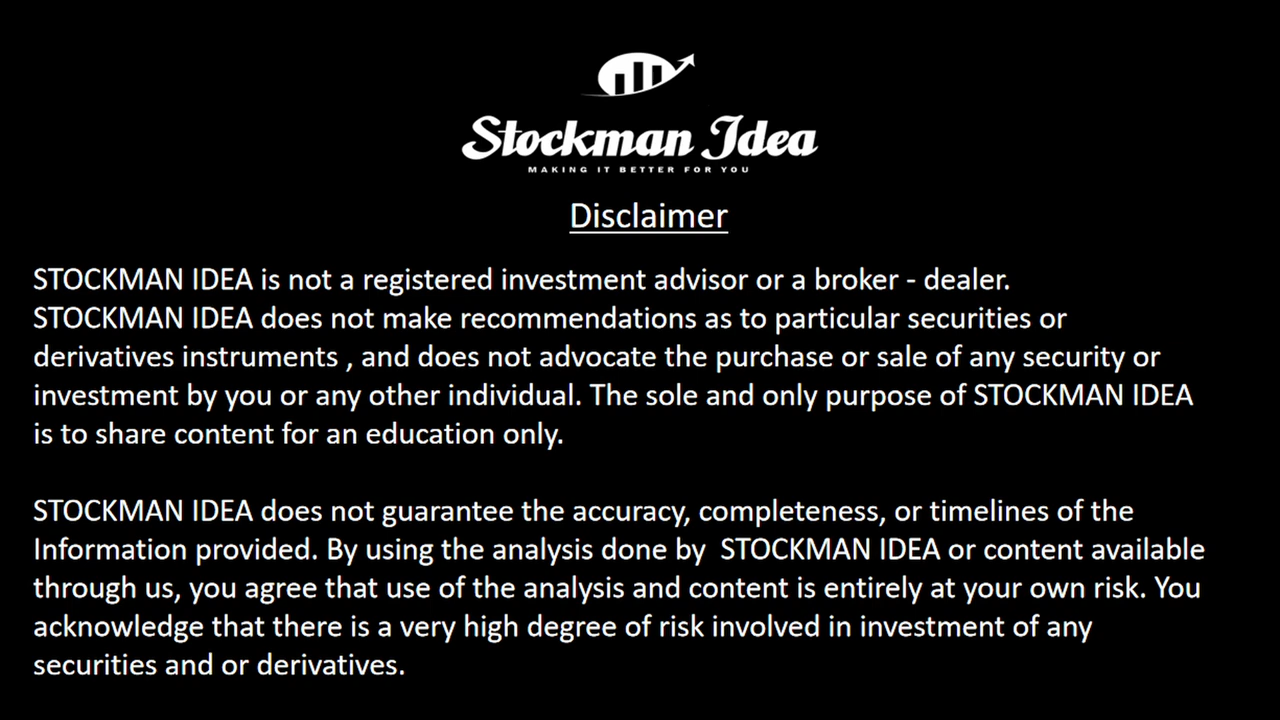 Stockman Idea
MAKING IT BETTER FOR YOU
Disclaimer
STOCKMAN IDEA is not a registered investment advisor or a broker - dealer.
STOCKMAN IDEA does not make recommendations as to particular securities or
derivatives instruments , and does not advocate the purchase or sale of any security or
investment by you or any other individual. The sole and only purpose of STOCKMAN IDEA
is to share content for an education only.
STOCKMAN IDEA does not guarantee the accuracy, completeness, or timelines of the
Information provided. By using the analysis done by  STOCKMAN IDEA or content available
through us, you agree that use of the analysis and content is entirely at your own risk. You
acknowledge that there is a very high degree of risk involved in investment of any
securities and or derivatives.